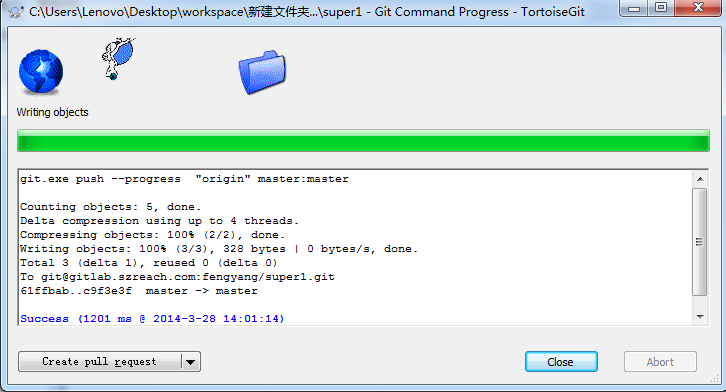 C:\Users\Lenovo\Desktop\workspace\新建文件夹...\super1 - Git Command Progress - TortoiseGit
Writing objects
git.exe push --progress  "origin" master:master
Counting objects: 5, done.
Delta compression using up to 4 threads.
Compressing objects: 100% (2/2), done.
Writing objects: 100% (3/3), 328 bytes | 0 bytes/s, done.
Total 3 (delta 1), reused 0 (delta 0)
To git@gitlab.szreach.com:fengyang/super1.git
61ffbab..c9f3e3f  master -> master
Success (1201 ms @ 2014-3-28 14:01:14)
Create pull request
Close
Abort